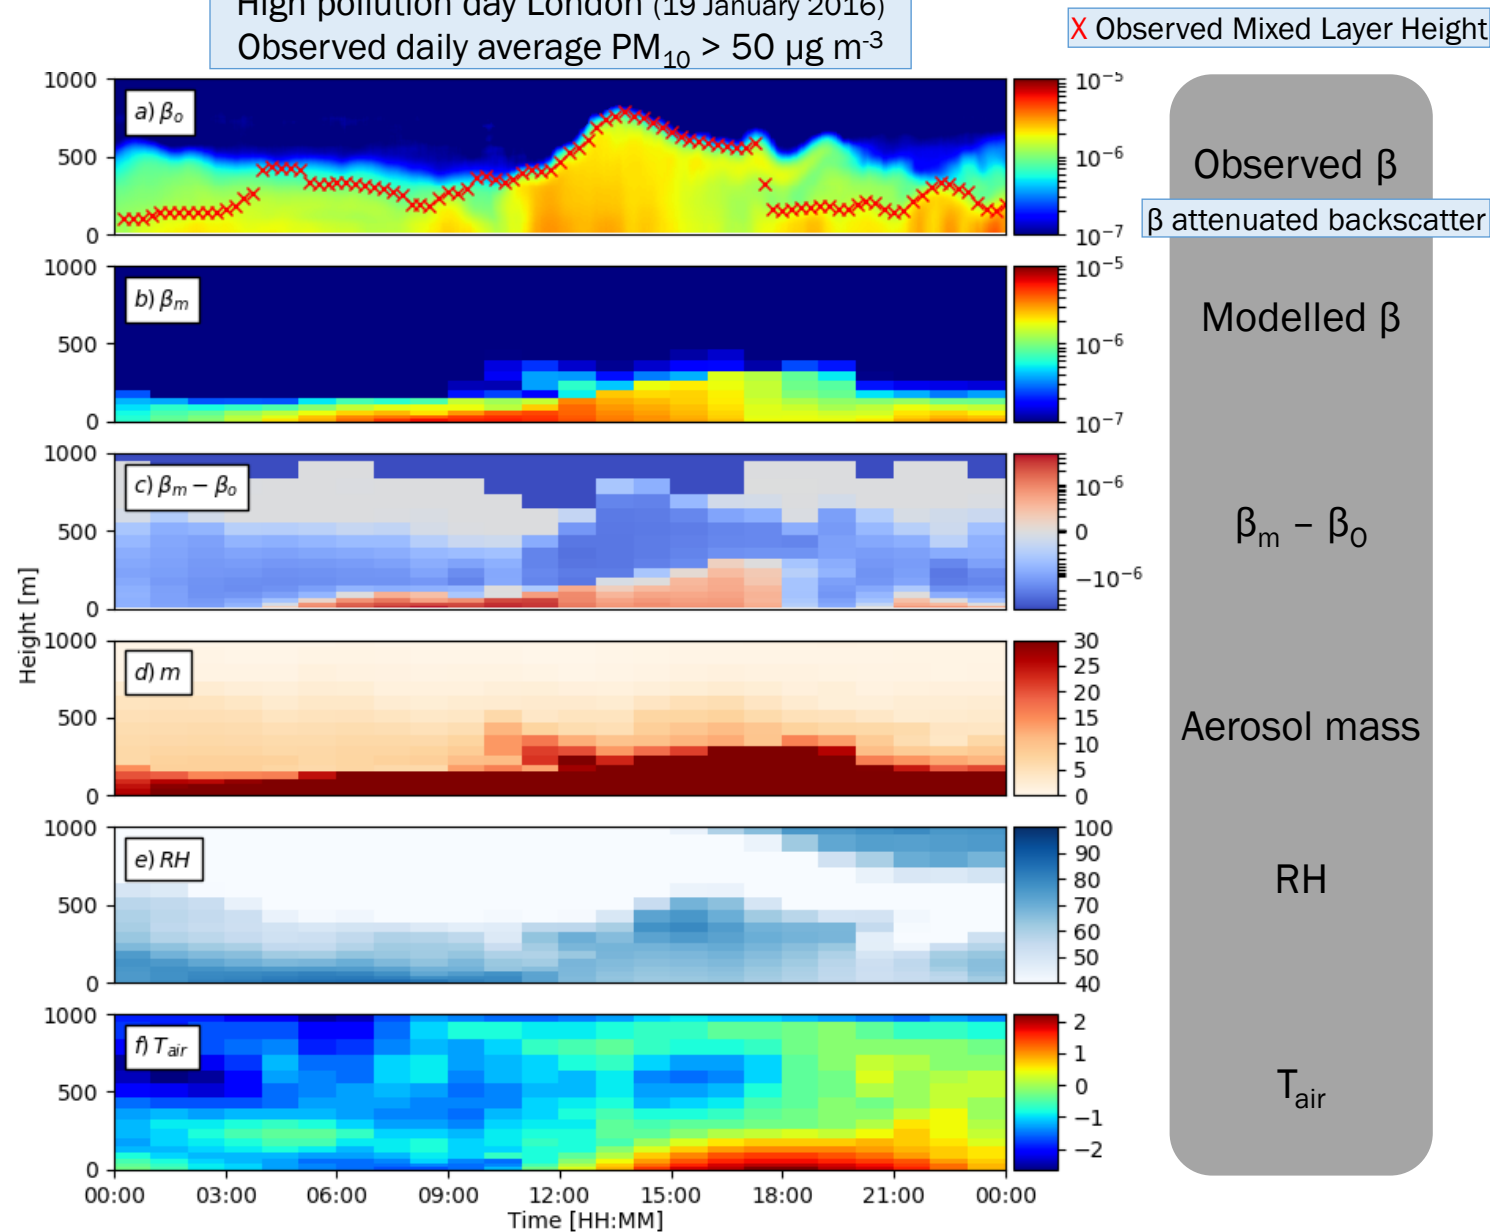 High pollution day London (19 January 2016)
Observed daily average PM₁₀ > 50 µg m⁻³
X Observed Mixed Layer Height
1000
500
0
a) βₒ
10⁻⁵
10⁻⁶
10⁻⁷
Observed β
β attenuated backscatter
1000
500
0
b) βₘ
10⁻⁵
10⁻⁶
10⁻⁷
Modelled β
1000
500
0
c) βₘ − βₒ
10⁻⁶
0
−10⁻⁶
βₘ – β₀
Height [m]
1000
500
0
d) m
30
25
20
15
10
5
0
Aerosol mass
1000
500
0
e) RH
100
90
80
70
60
50
40
RH
1000
500
0
f) T_air
2
1
0
−1
−2
T_air
00:00 03:00 06:00 09:00 12:00 15:00 18:00 21:00 00:00
Time [HH:MM]